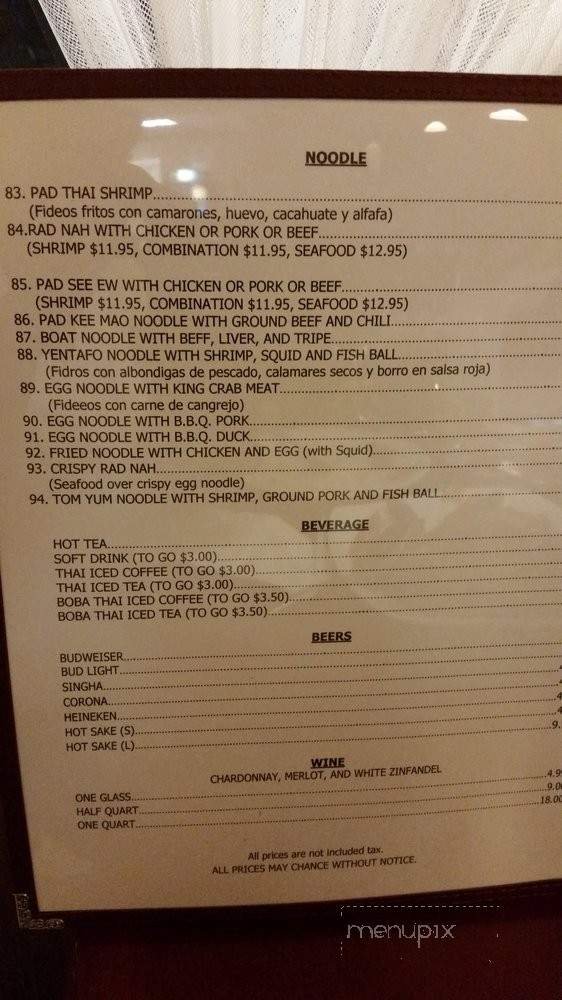 NOODLE
83. PAD THAI SHRIMP
(Fideos fritos con camarones, huevo, cacahuate y alfafa)
84.RAD NAH WITH CHICKEN OR PORK OR BEEF
(SHRIMP $11.95, COMBINATION $11.95, SEAFOOD $12.95)
85. PAD SEE EW WITH CHICKEN OR PORK OR BEEF
(SHRIMP $11.95, COMBINATION $11.95, SEAFOOD $12.95)
86. PAD KEE MAO NOODLE WITH GROUND BEEF AND CHILI
87. BOAT NOODLE WITH BEFF, LIVER, AND TRIPE
88. YENTAFO NOODLE WITH SHRIMP, SQUID AND FISH BALL
(Fidros con albondigas de pescado, calamares secos y borro en salsa roja)
89. EGG NOODLE WITH KING CRAB MEAT
(Fideeos con carne de cangrejo)
90. EGG NOODLE WITH B.B.Q. PORK
91. EGG NOODLE WITH B.B.Q. DUCK
92. FRIED NOODLE WITH CHICKEN AND EGG (with Squid)
93. CRISPY RAD NAH
(Seafood over crispy egg noodle)
94. TOM YUM NOODLE WITH SHRIMP, GROUND PORK AND FISH BALL
BEVERAGE
HOT TEA
SOFT DRINK (TO GO $3.00)
THAI ICED COFFEE (TO GO $3.00)
THAI ICED TEA (TO GO $3.00)
BOBA THAI ICED COFFEE (TO GO $3.50)
BOBA THAI ICED TEA (TO GO $3.50)
BEERS
BUDWEISER
BUD LIGHT
SINGHA
CORONA
HEINEKEN
HOT SAKE (S)
HOT SAKE (L)
WINE
CHARDONNAY, MERLOT, AND WHITE ZINFANDEL
ONE GLASS 4.9
HALF QUART 9.0
ONE QUART 18.00
All prices are not included tax.
ALL PRICES MAY CHANCE WITHOUT NOTICE.
menupix